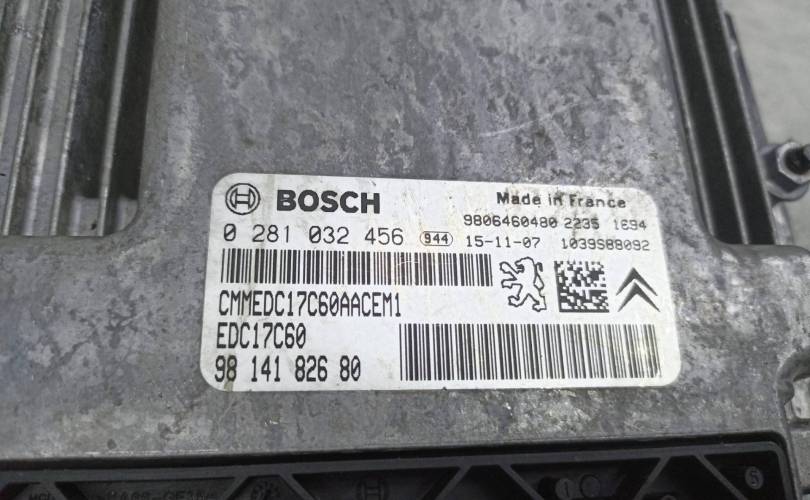 BOSCH
Made in France
9806460480 2235 1694
0 281 032 456 944 15-11-07 1039S88092
CMMEDC17C60AACEM1
EDC17C60
98 141 826 80